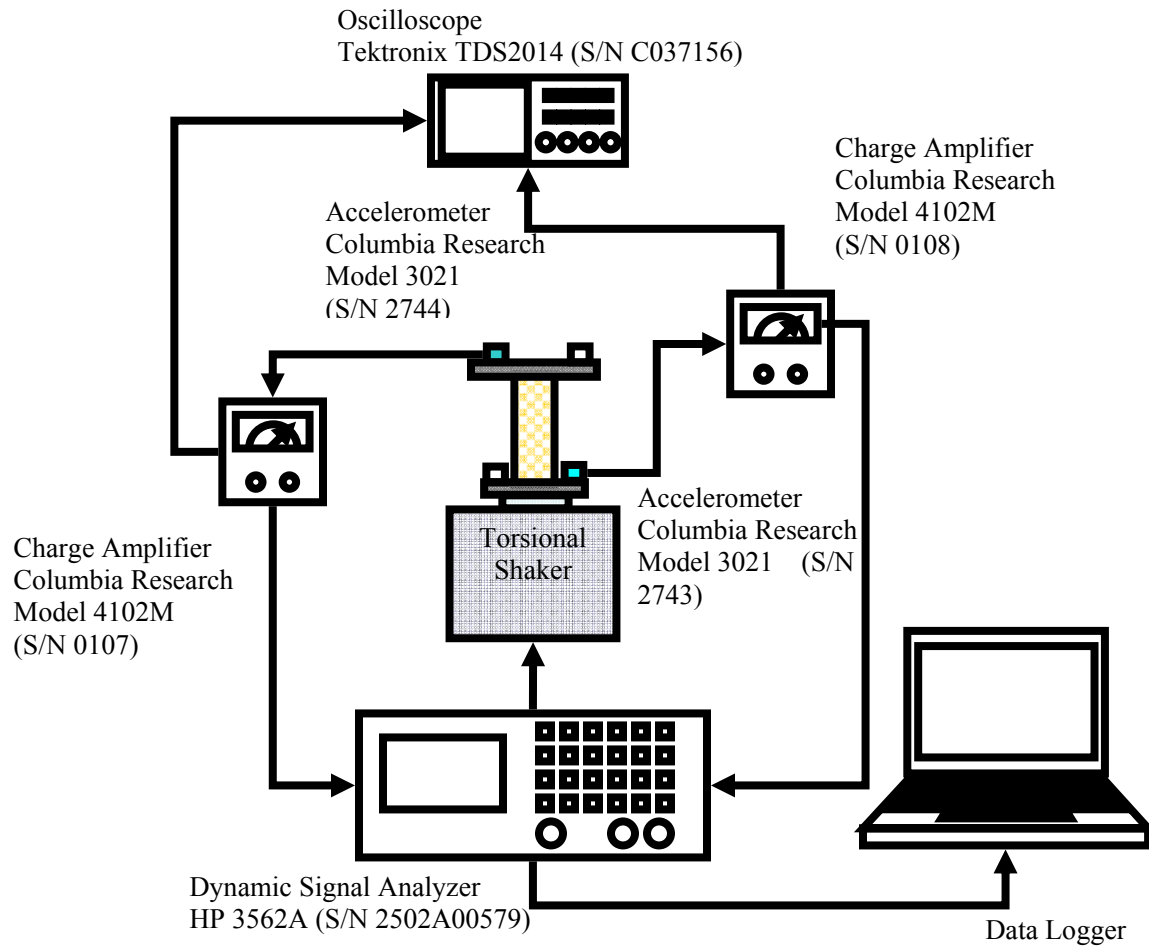 Oscilloscope
Tektronix TDS2014 (S/N C037156)
Charge Amplifier
Columbia Research
Model 4102M
(S/N 0108)
Accelerometer
Columbia Research
Model 3021
(S/N 2744)
Accelerometer
Columbia Research
Model 3021 (S/N
2743)
Torsional
Shaker
Charge Amplifier
Columbia Research
Model 4102M
(S/N 0107)
Dynamic Signal Analyzer
HP 3562A (S/N 2502A00579)
Data Logger